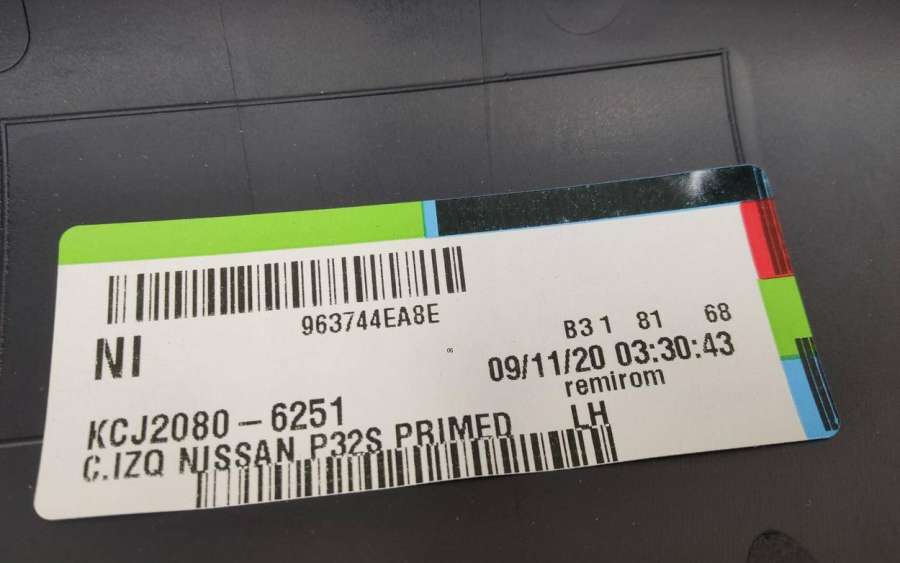 963744EA8E
B3 1 81 68
NI
06
09/11/20 03:30:43
remirom
KCJ2080-6251
LH
C.IZQ NISSAN P32S PRIMED